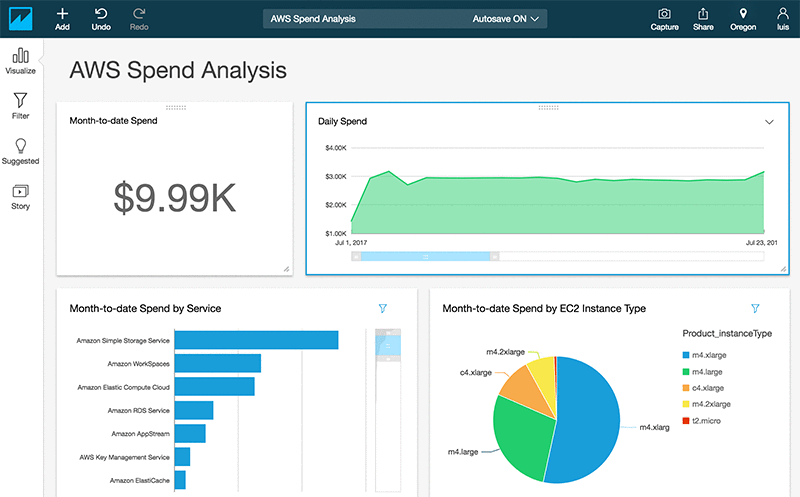 Add
Undo
Redo
AWS Spend Analysis
Autosave ON
Capture
Share
Oregon
luis
Visualize
Filter
Suggested
Story
AWS Spend Analysis
Month-to-date Spend
$9.99K
Daily Spend
$4.00K
$3.00K
$2.00K
$1.00K
Jul 1, 2017
Jul 23, 201
Month-to-date Spend by Service
Amazon Simple Storage Service
Amazon WorkSpaces
Amazon Elastic Compute Cloud
Amazon RDS Service
Amazon AppStream
AWS Key Management Service
Amazon ElastiCache
Month-to-date Spend by EC2 Instance Type
m4.2xlarge
c4.xlarge
m4.large
m4.xlarg
Product_instanceType
m4.xlarge
m4.large
c4.xlarge
m4.2xlarge
t2.micro